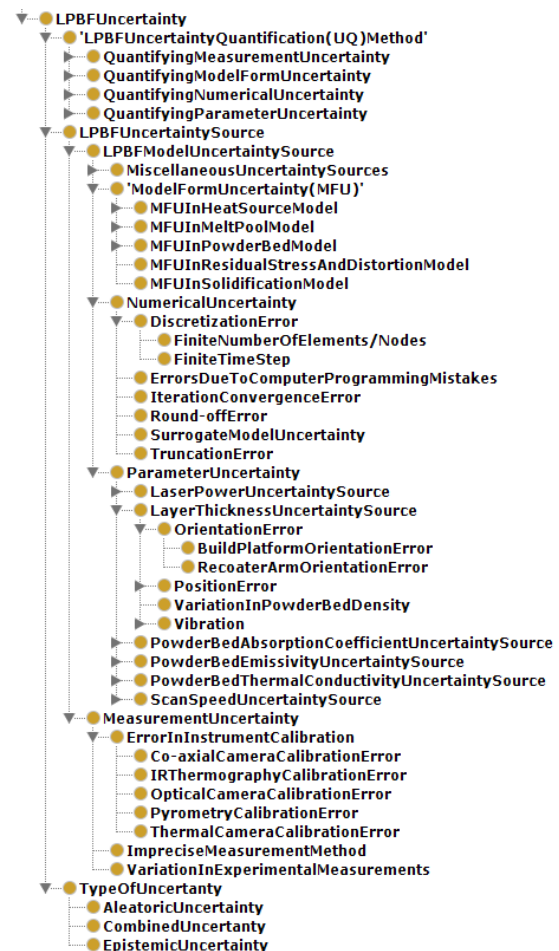 LPBFUncertainty
'LPBFUncertaintyQuantification(UQ)Method'
QuantifyingMeasurementUncertainty
QuantifyingModelFormUncertainty
QuantifyingNumericalUncertainty
QuantifyingParameterUncertainty
LPBFUncertaintySource
LPBFModelUncertaintySource
MiscellaneousUncertaintySources
'ModelFormUncertainty(MFU)'
MFUInHeatSourceModel
MFUInMeltPoolModel
MFUInPowderBedModel
MFUInResidualStressAndDistortionModel
MFUInSolidificationModel
NumericalUncertainty
DiscretizationError
FiniteNumberOfElements/Nodes
FiniteTimeStep
ErrorsDueToComputerProgrammingMistakes
IterationConvergenceError
Round-offError
SurrogateModelUncertainty
TruncationError
ParameterUncertainty
LaserPowerUncertaintySource
LayerThicknessUncertaintySource
OrientationError
BuildPlatformOrientationError
RecoaterArmOrientationError
PositionError
VariationInPowderBedDensity
Vibration
PowderBedAbsorptionCoefficientUncertaintySource
PowderBedEmissivityUncertaintySource
PowderBedThermalConductivityUncertaintySource
ScanSpeedUncertaintySource
MeasurementUncertainty
ErrorInInstrumentCalibration
Co-axialCameraCalibrationError
IRThermographyCalibrationError
OpticalCameraCalibrationError
PyrometryCalibrationError
ThermalCameraCalibrationError
ImpreciseMeasurementMethod
VariationInExperimentalMeasurements
TypeOfUncertanty
AleatoricUncertainty
CombinedUncertanty
EpistemicUncertainty